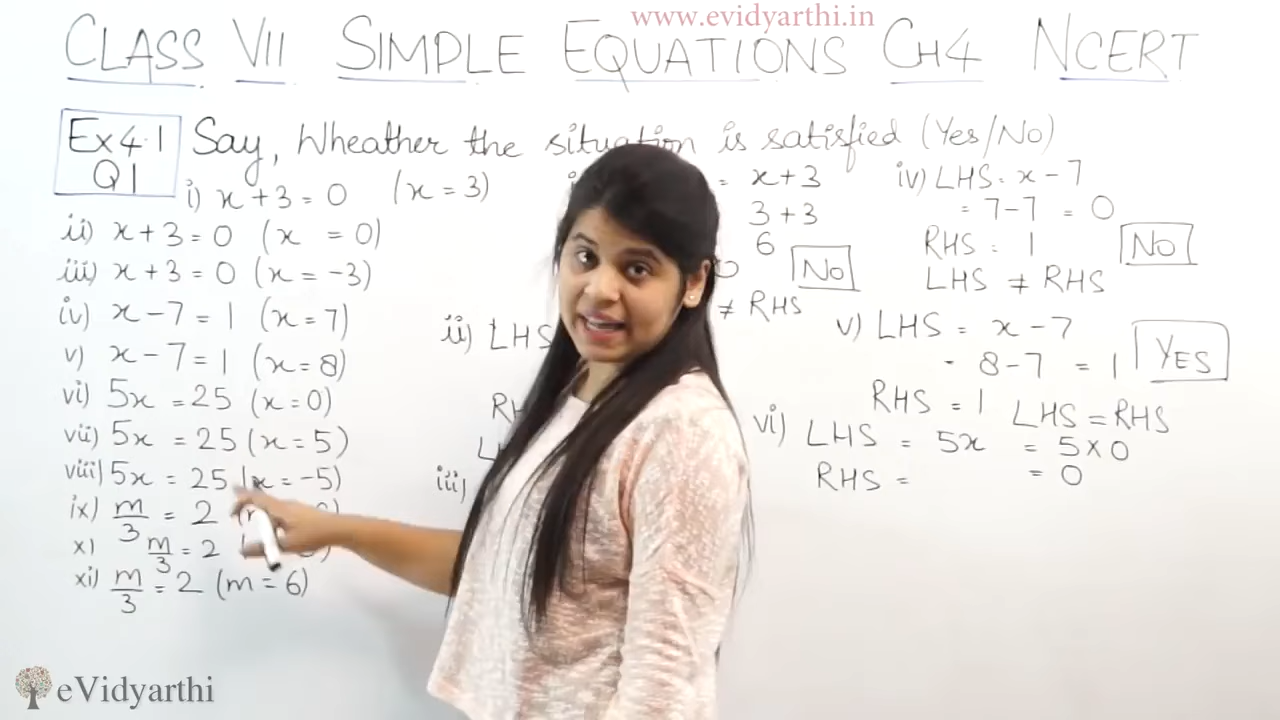 www.evidyarthi.in
CLASS VII SIMPLE EQUATIONS CH4 NCERT
Ex 4.1
Q1
Say, Wheather the situation is satisfied (Yes/No)
i) x + 3 = 0 (x = 3)
ii) x + 3 = 0 (x = 0)
iii) x + 3 = 0 (x = -3)
iv) x - 7 = 1 (x = 7)
v) x - 7 = 1 (x = 8)
vi) 5x = 25 (x = 0)
vii) 5x = 25 (x = 5)
viii) 5x = 25 (x = -5)
ix) m/3 = 2
x) m/3 = 2
xi) m/3 = 2 (m = 6)
= x + 3
3 + 3
6
NO
≠ RHS
ii) LHS
iii)
iv) LHS = x - 7
= 7 - 7 = 0
RHS = 1
NO
LHS ≠ RHS
v) LHS = x - 7
- 8 - 7 = 1
YES
RHS = 1 LHS = RHS
vi) LHS = 5x = 5 × 0
RHS = = 0
eVidyarthi